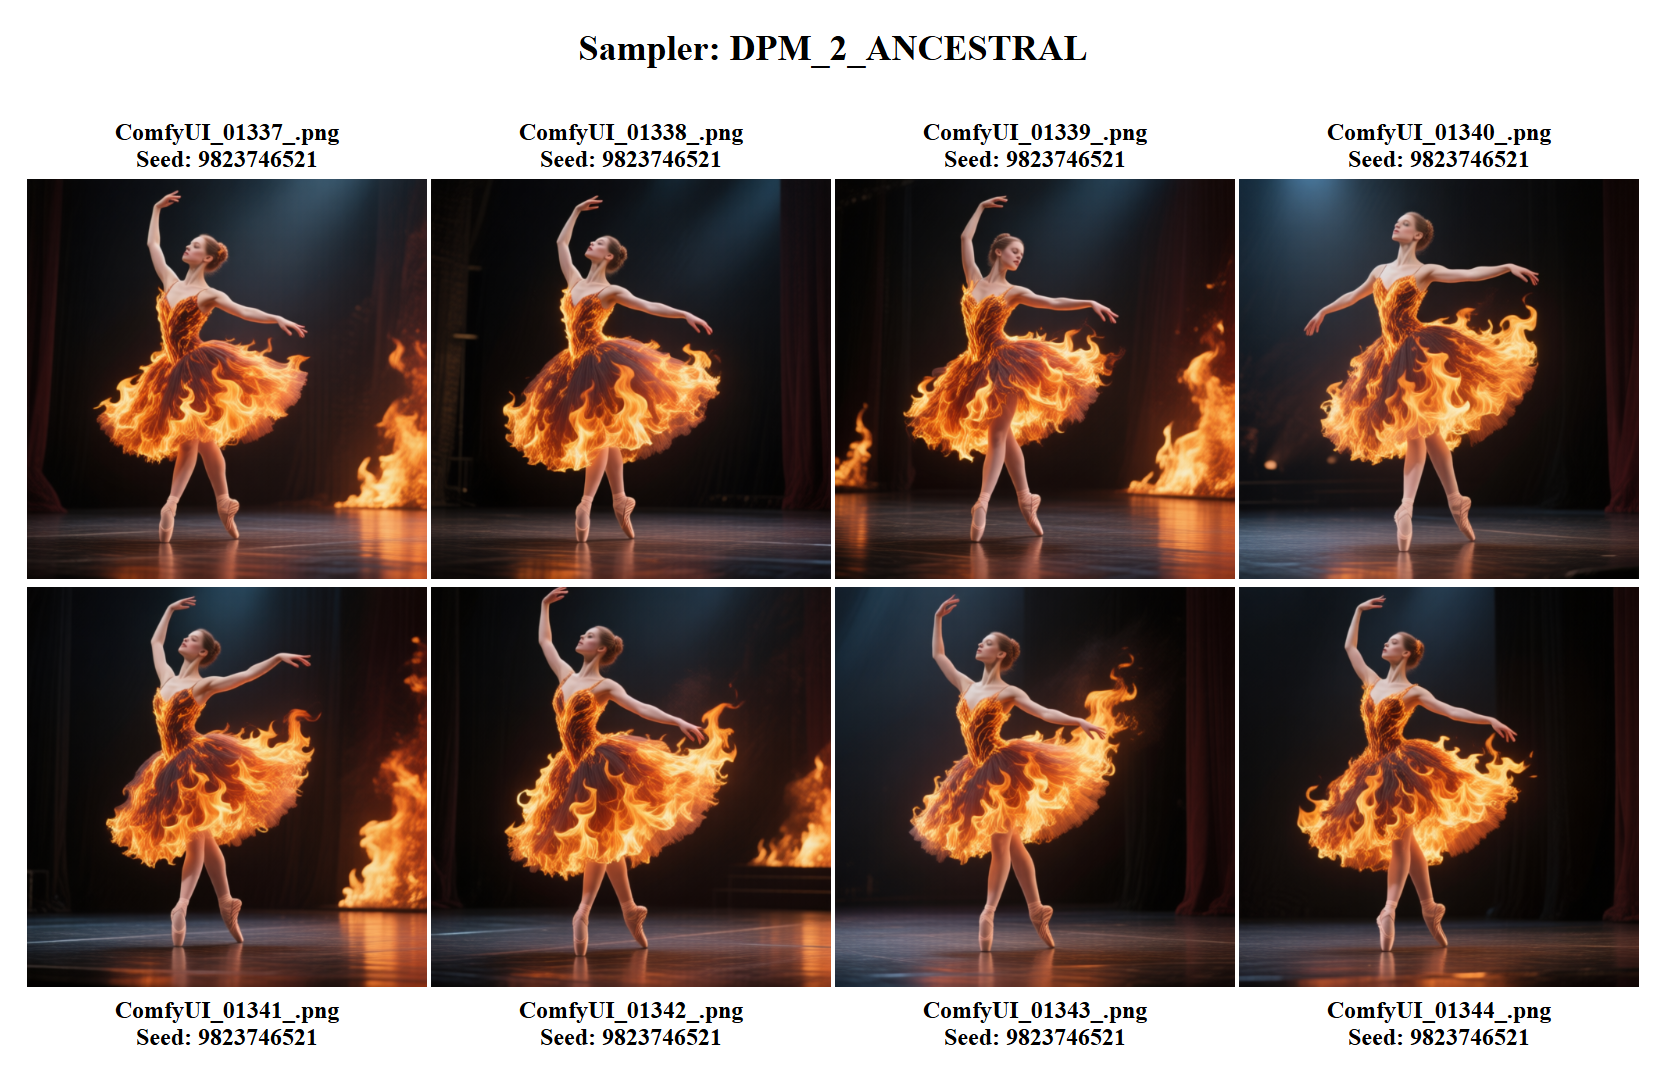 Sampler: DPM_2_ANCESTRAL
ComfyUI_01337_.png
Seed: 9823746521
ComfyUI_01338_.png
Seed: 9823746521
ComfyUI_01339_.png
Seed: 9823746521
ComfyUI_01340_.png
Seed: 9823746521
ComfyUI_01341_.png
Seed: 9823746521
ComfyUI_01342_.png
Seed: 9823746521
ComfyUI_01343_.png
Seed: 9823746521
ComfyUI_01344_.png
Seed: 9823746521